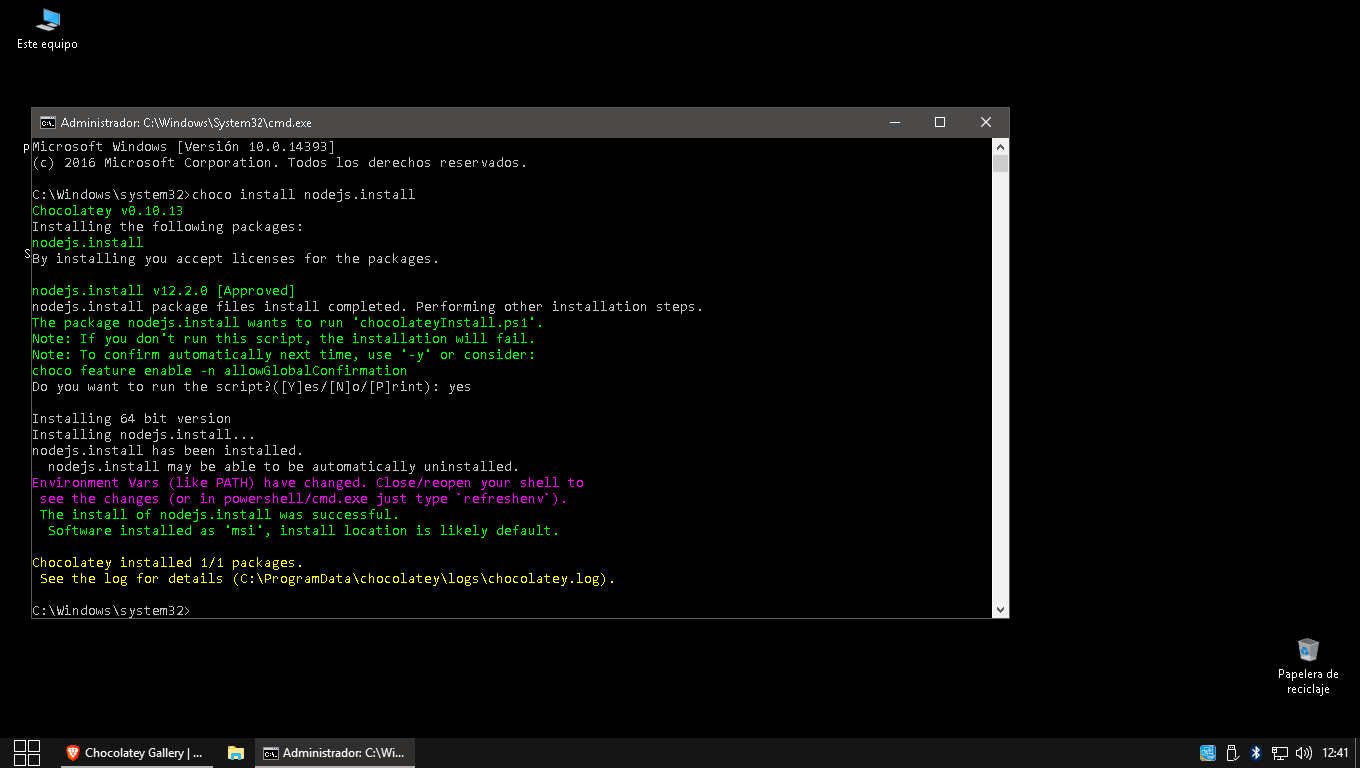 Este equipo
Administrador: C:\Windows\System32\cmd.exe
Microsoft Windows [Versión 10.0.14393]
(c) 2016 Microsoft Corporation. Todos los derechos reservados.
C:\Windows\system32>choco install nodejs.install
Chocolatey v0.10.13
Installing the following packages:
nodejs.install
By installing you accept licenses for the packages.
nodejs.install v12.2.0 [Approved]
nodejs.install package files install completed. Performing other installation steps.
The package nodejs.install wants to run 'chocolateyInstall.ps1'.
Note: If you don't run this script, the installation will fail.
Note: To confirm automatically next time, use '-y' or consider:
choco feature enable -n allowGlobalConfirmation
Do you want to run the script?([Y]es/[N]o/[P]rint): yes
Installing 64 bit version
Installing nodejs.install...
nodejs.install has been installed.
nodejs.install may be able to be automatically uninstalled.
Environment Vars (like PATH) have changed. Close/reopen your shell to
see the changes (or in powershell/cmd.exe just type `refreshenv`).
The install of nodejs.install was successful.
Software installed as 'msi', install location is likely default.
Chocolatey installed 1/1 packages.
See the log for details (C:\ProgramData\chocolatey\logs\chocolatey.log).
C:\Windows\system32>
Papelera de
reciclaje
Chocolatey Gallery | ...
Administrador: C:\Wi...
12:41